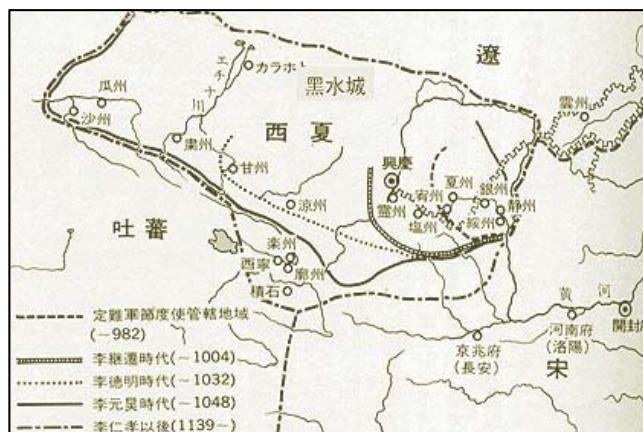 遼
雲州
瓜州
沙州
エチナ川
カラホト
黑水城
西夏
粛州
甘州
涼州
興慶
靈州
宥州
塩州
夏州
銀州
綏州
静州
吐蕃
楽州
西寧
廓州
積石
黄河
開封府
河南府
(洛陽)
京兆府
(長安)
宋
定難軍節度使管轄地域
(~982)
李継遷時代(~1004)
李徳明時代(~1032)
李元昊時代(~1048)
李仁孝以後(1139~)